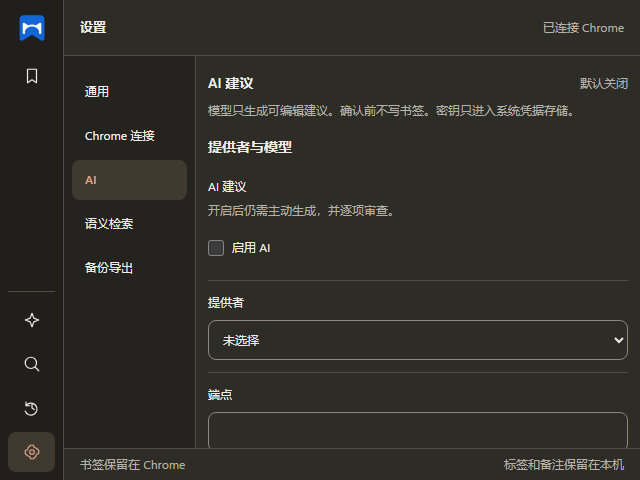 设置
已连接 Chrome
通用
Chrome 连接
AI
语义检索
备份导出
AI 建议
默认关闭
模型只生成可编辑建议。确认前不写书签。密钥只进入系统凭据存储。
提供者与模型
AI 建议
开启后仍需主动生成，并逐项审查。
启用 AI
提供者
未选择
端点
书签保留在 Chrome
标签和备注保留在本机